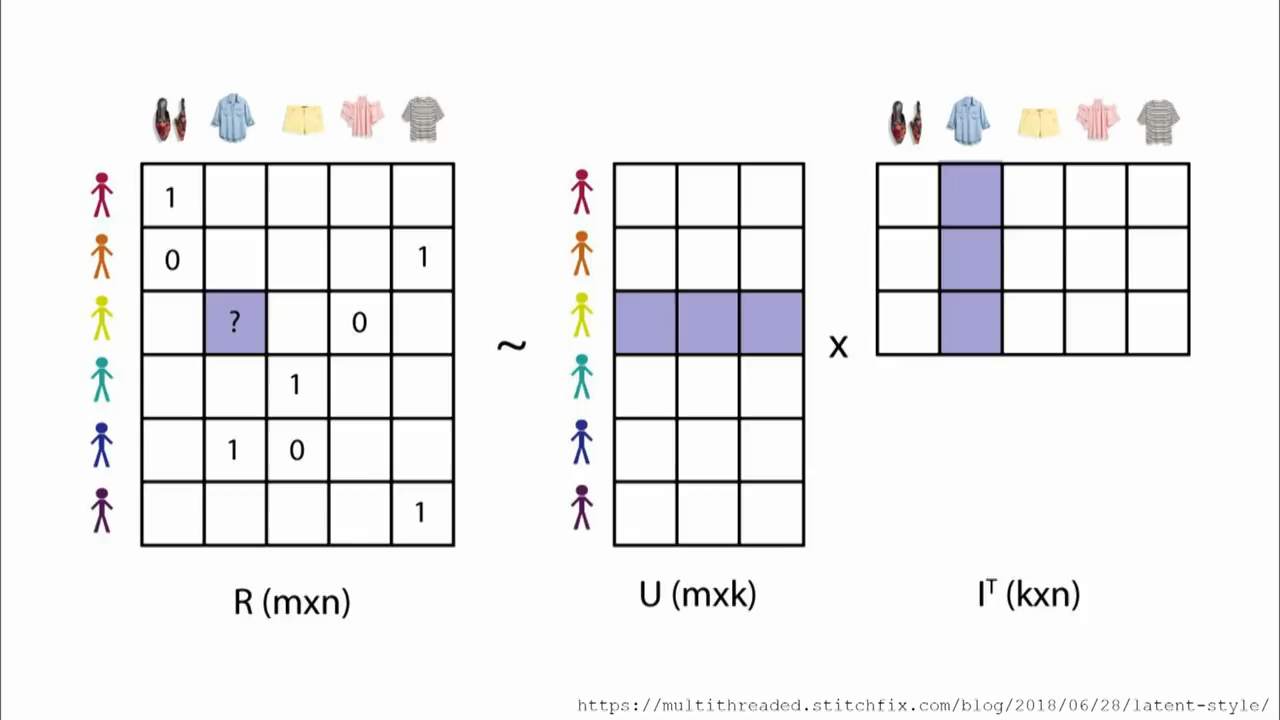 1
0 1
? 0
1
1 0
1
~
x
R (mxn)
U (mxk)
Iᵀ (kxn)
https://multithreaded.stitchfix.com/blog/2018/06/28/latent-style/